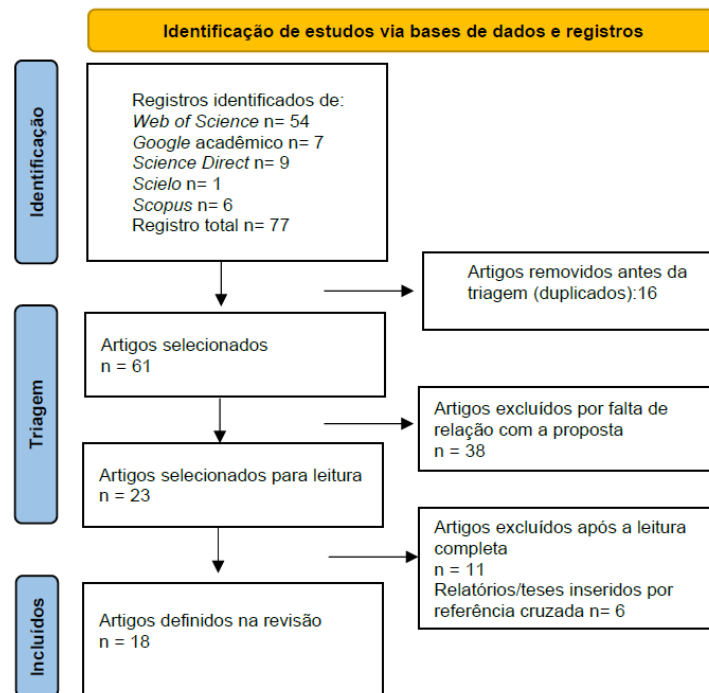 Identificação de estudos via bases de dados e registros
Identificação
Registros identificados de:
Web of Science n= 54
Google acadêmico n= 7
Science Direct n= 9
Scielo n= 1
Scopus n= 6
Registro total n= 77
Artigos removidos antes da
triagem (duplicados):16
Triagem
Artigos selecionados
n = 61
Artigos excluídos por falta de
relação com a proposta
n = 38
Artigos selecionados para leitura
n = 23
Artigos excluídos após a leitura
completa
n = 11
Relatórios/teses inseridos por
referência cruzada n= 6
Incluídos
Artigos definidos na revisão
n = 18